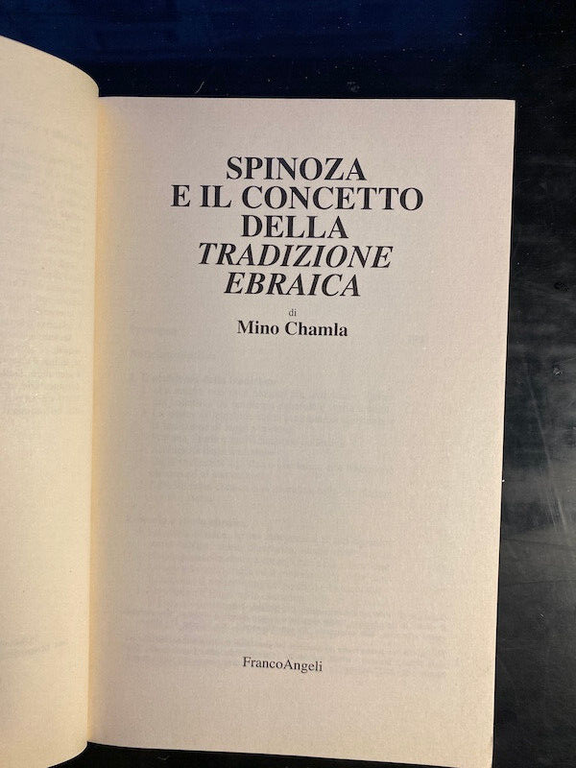 SPINOZA
E IL CONCETTO
DELLA
TRADIZIONE
EBRAICA
di
Mino Chamla
FrancoAngeli